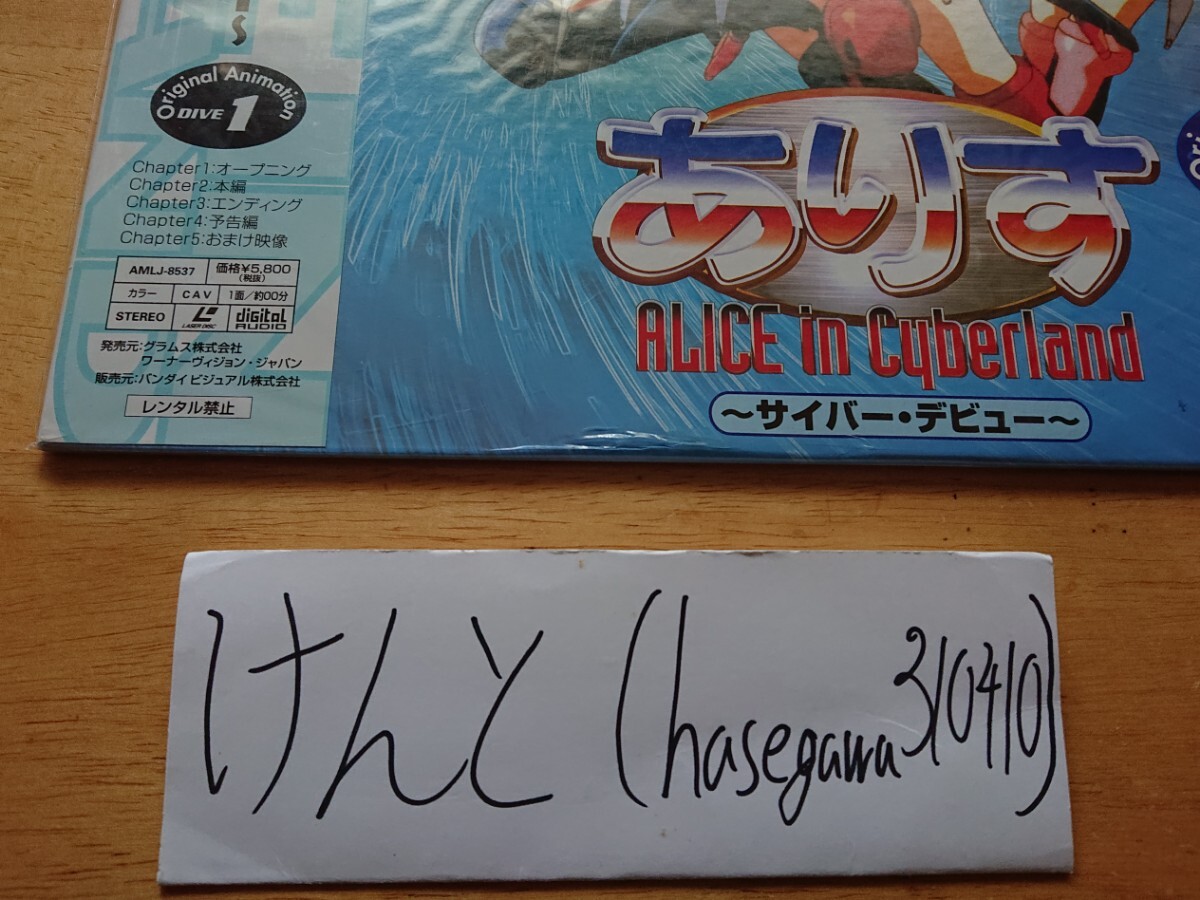 Original Animation
DIVE 1
Chapter1:オープニング
Chapter2:本編
Chapter3:エンディング
Chapter4:予告編
Chapter5:おまけ映像
AMLJ-8537 価格¥5,800
(税抜)
カラー CAV 1面/約00分
STEREO LASER DISC digital AUDIO
発売元:グラムス株式会社
ワーナーヴィジョン・ジャパン
販売元:バンダイビジュアル株式会社
レンタル禁止
ありす
ALICE in Cyberland
~サイバー・デビュー~
けんと (hasegawa310410)